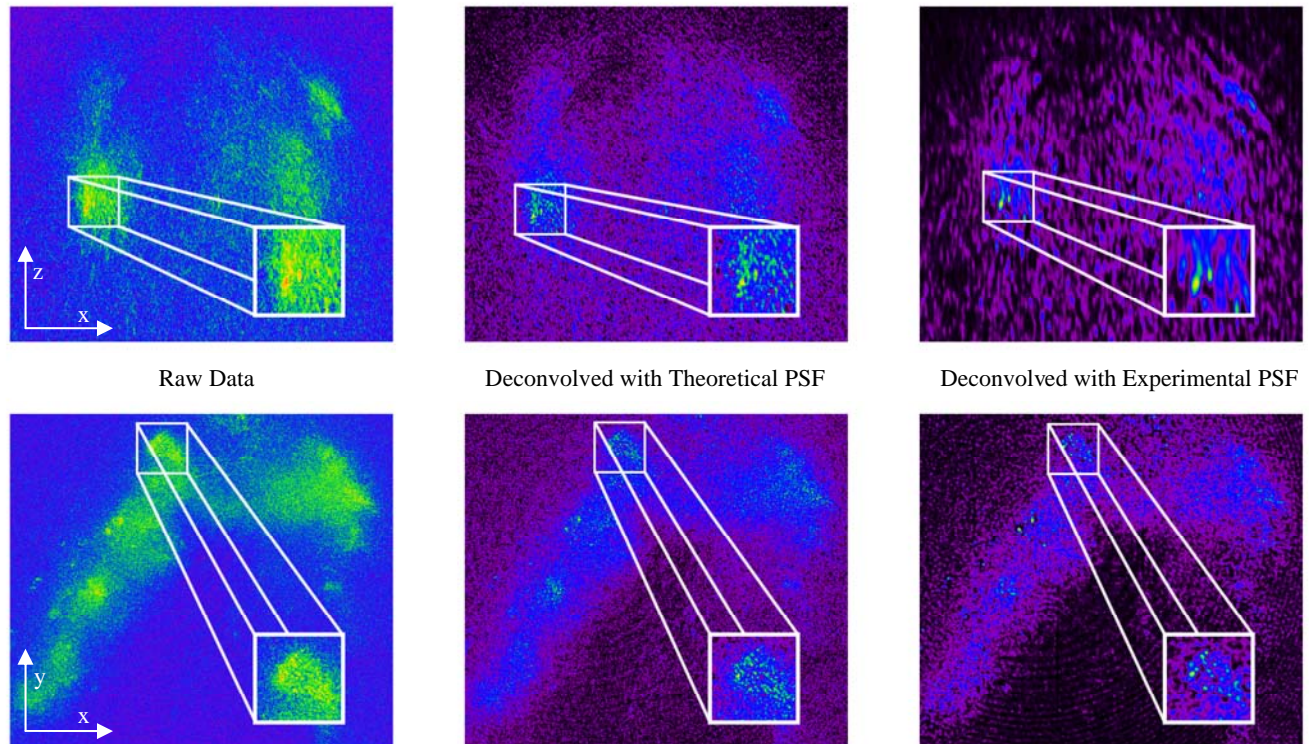 z
x
Raw Data
Deconvolved with Theoretical PSF
Deconvolved with Experimental PSF
y
x